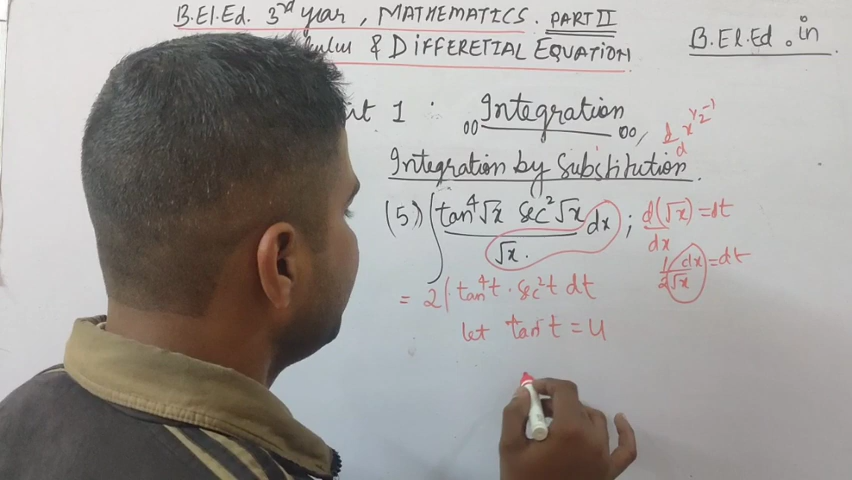 B.El.Ed. 3rd year, MATHEMATICS. PART II
& DIFFERETIAL EQUATION
B.El.Ed.in
1 : Integration
Integration by Substitution
(5) ∫ tan⁴√x sec²√x / √x . dx ; d(√x)/dx = dt
1/2√x dx = dt
= 2∫ tan⁴t · sec²t dt
let tan t = u